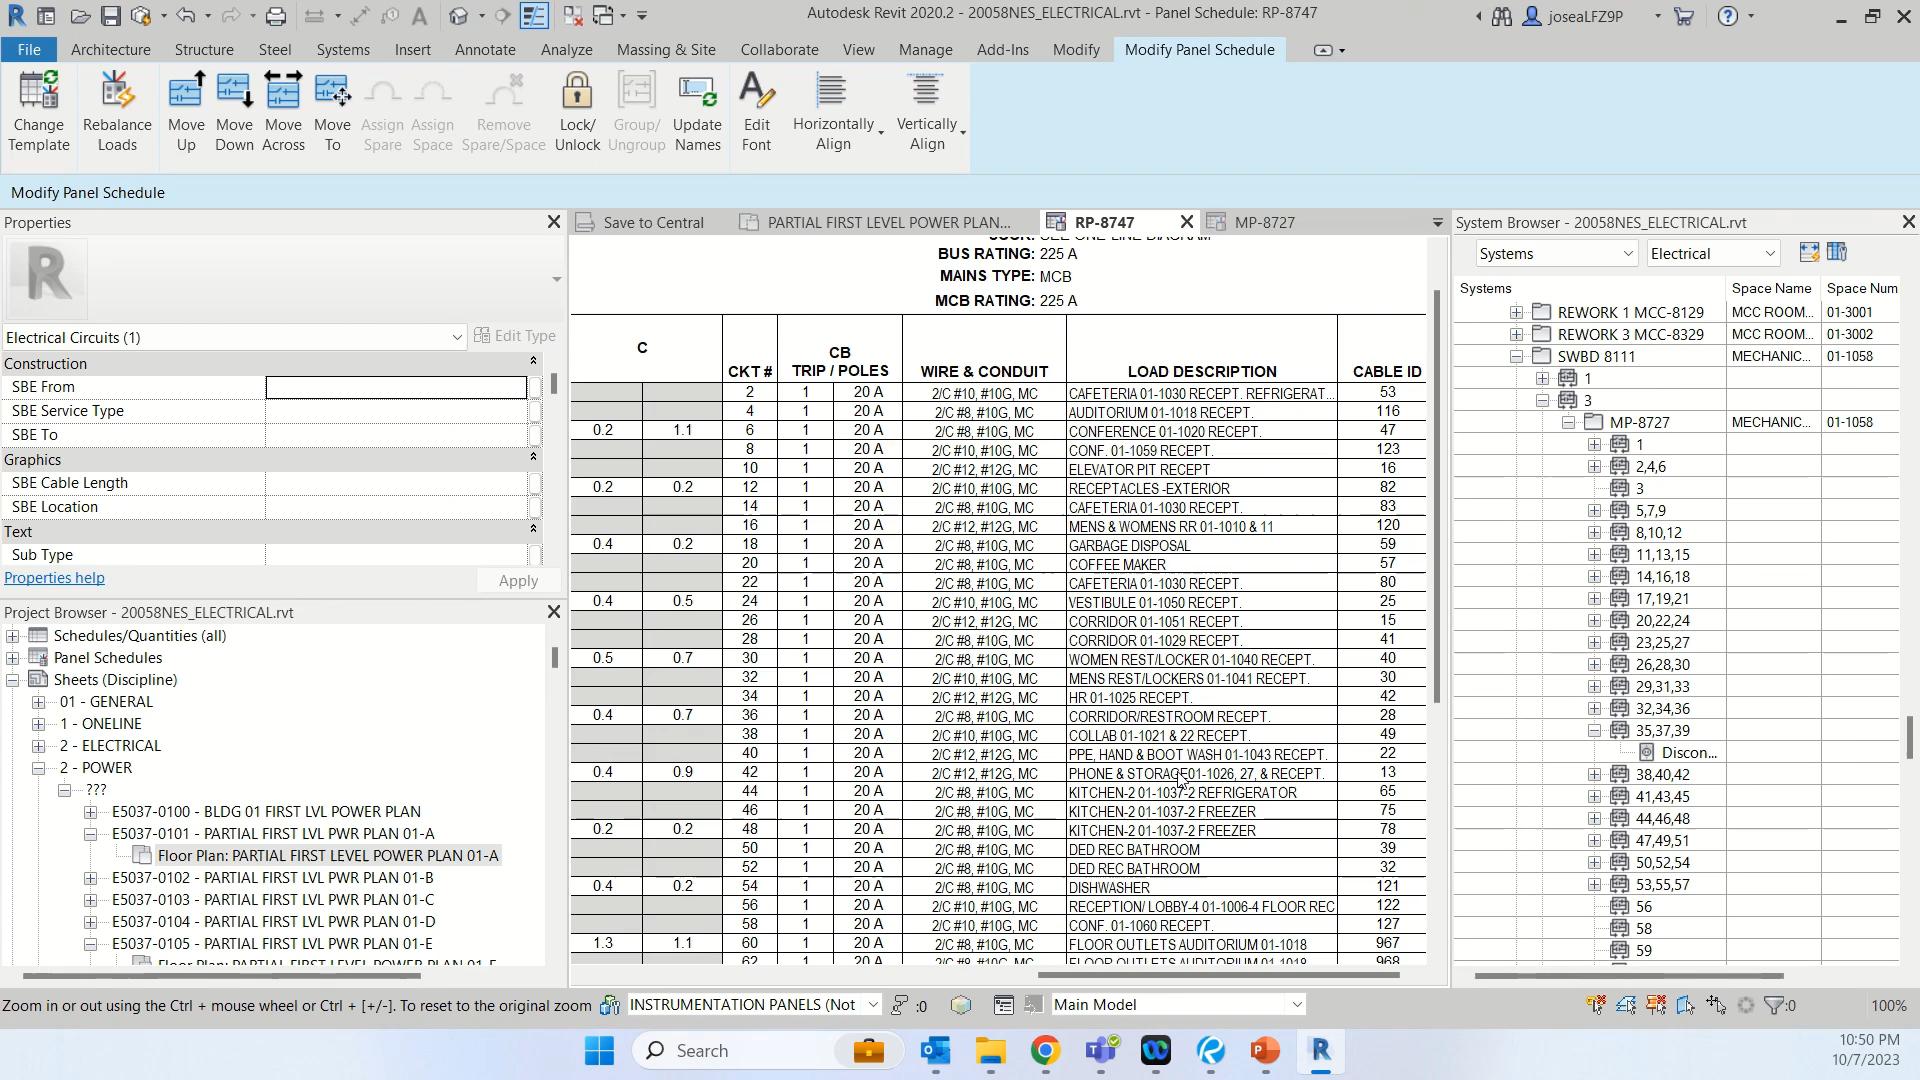 Autodesk Revit 2020.2 - 20058NES_ELECTRICAL.rvt - Panel Schedule: RP-8747
josealFZ9P
File Architecture Structure Steel Systems Insert Annotate Analyze Massing & Site Collaborate View Manage Add-Ins Modify Modify Panel Schedule
Change Template
Rebalance Loads
Move Up
Move Down
Move Across
Move To
Assign Spare
Assign Space
Remove Spare/Space
Lock/ Unlock
Group/ Ungroup
Update Names
Edit Font
Horizontally Align
Vertically Align
Modify Panel Schedule
Properties
Electrical Circuits (1)
Edit Type
Construction
SBE From
SBE Service Type
SBE To
Graphics
SBE Cable Length
SBE Location
Text
Sub Type
Properties help
Apply
Project Browser - 20058NES_ELECTRICAL.rvt
Schedules/Quantities (all)
Panel Schedules
Sheets (Discipline)
01 - GENERAL
1 - ONELINE
2 - ELECTRICAL
2 - POWER
???
E5037-0100 - BLDG 01 FIRST LVL POWER PLAN
E5037-0101 - PARTIAL FIRST LVL PWR PLAN 01-A
Floor Plan: PARTIAL FIRST LEVEL POWER PLAN 01-A
E5037-0102 - PARTIAL FIRST LVL PWR PLAN 01-B
E5037-0103 - PARTIAL FIRST LVL PWR PLAN 01-C
E5037-0104 - PARTIAL FIRST LVL PWR PLAN 01-D
E5037-0105 - PARTIAL FIRST LVL PWR PLAN 01-E
Save to Central PARTIAL FIRST LEVEL POWER PLAN... RP-8747 MP-8727
BUS RATING: 225 A
MAINS TYPE: MCB
MCB RATING: 225 A
C CKT # CB TRIP / POLES WIRE & CONDUIT LOAD DESCRIPTION CABLE ID
2 1 20 A 2/C #10, #10G, MC CAFETERIA 01-1030 RECEPT. REFRIGERAT... 53
4 1 20 A 2/C #8, #10G, MC AUDITORIUM 01-1018 RECEPT. 116
0.2 1.1 6 1 20 A 2/C #8, #10G, MC CONFERENCE 01-1020 RECEPT. 47
8 1 20 A 2/C #8, #10G, MC CONF. 01-1059 RECEPT. 123
10 1 20 A 2/C #12, #12G, MC ELEVATOR PIT RECEPT 16
0.2 0.2 12 1 20 A 2/C #10, #10G, MC RECEPTACLES -EXTERIOR 82
14 1 20 A 2/C #8, #10G, MC CAFETERIA 01-1030 RECEPT. 83
16 1 20 A 2/C #12, #12G, MC MENS & WOMENS RR 01-1010 & 11 120
0.4 0.2 18 1 20 A 2/C #8, #10G, MC GARBAGE DISPOSAL 59
20 1 20 A 2/C #8, #10G, MC COFFEE MAKER 57
22 1 20 A 2/C #8, #10G, MC CAFETERIA 01-1030 RECEPT. 80
0.4 0.5 24 1 20 A 2/C #10, #10G, MC VESTIBULE 01-1050 RECEPT. 25
26 1 20 A 2/C #12, #12G, MC CORRIDOR 01-1051 RECEPT. 15
28 1 20 A 2/C #8, #10G, MC CORRIDOR 01-1029 RECEPT. 41
0.5 0.7 30 1 20 A 2/C #8, #10G, MC WOMEN REST/LOCKER 01-1040 RECEPT. 40
32 1 20 A 2/C #10, #10G, MC MENS REST/LOCKERS 01-1041 RECEPT. 30
34 1 20 A 2/C #12, #12G, MC HR 01-1025 RECEPT. 42
0.4 0.7 36 1 20 A 2/C #8, #10G, MC CORRIDOR/RESTROOM RECEPT. 28
38 1 20 A 2/C #10, #10G, MC COLLAB 01-1021 & 22 RECEPT. 49
40 1 20 A 2/C #12, #12G, MC PPE, HAND & BOOT WASH 01-1043 RECEPT. 22
0.4 0.9 42 1 20 A 2/C #12, #12G, MC PHONE & STORAGE01-1026, 27, & RECEPT. 13
44 1 20 A 2/C #8, #10G, MC KITCHEN-2 01-1037-2 REFRIGERATOR 65
46 1 20 A 2/C #8, #10G, MC KITCHEN-2 01-1037-2 FREEZER 75
0.2 0.2 48 1 20 A 2/C #8, #10G, MC KITCHEN-2 01-1037-2 FREEZER 78
50 1 20 A 2/C #8, #10G, MC DED REC BATHROOM 39
52 1 20 A 2/C #8, #10G, MC DED REC BATHROOM 32
0.4 0.2 54 1 20 A 2/C #8, #10G, MC DISHWASHER 121
56 1 20 A 2/C #10, #10G, MC RECEPTION/ LOBBY-4 01-1006-4 FLOOR REC 122
58 1 20 A 2/C #10, #10G, MC CONF. 01-1060 RECEPT. 127
1.3 1.1 60 1 20 A 2/C #8, #10G, MC FLOOR OUTLETS AUDITORIUM 01-1018 967
62 1 20 A 2/C #8, #10G, MC FLOOR OUTLETS AUDITORIUM 01-1018 968
System Browser - 20058NES_ELECTRICAL.rvt
Systems Electrical
Systems Space Name Space Num
REWORK 1 MCC-8129 MCC ROOM... 01-3001
REWORK 3 MCC-8329 MCC ROOM... 01-3002
SWBD 8111 MECHANIC... 01-1058
1
3
MP-8727 MECHANIC... 01-1058
1
2,4,6
3
5,7,9
8,10,12
11,13,15
14,16,18
17,19,21
20,22,24
23,25,27
26,28,30
29,31,33
32,34,36
35,37,39
Discon...
38,40,42
41,43,45
44,46,48
47,49,51
50,52,54
53,55,57
56
58
59
Zoom in or out using the Ctrl + mouse wheel or Ctrl + [+/-]. To reset to the original zoom INSTRUMENTATION PANELS (Not :0 Main Model :0 100%
Search
10:50 PM
10/7/2023